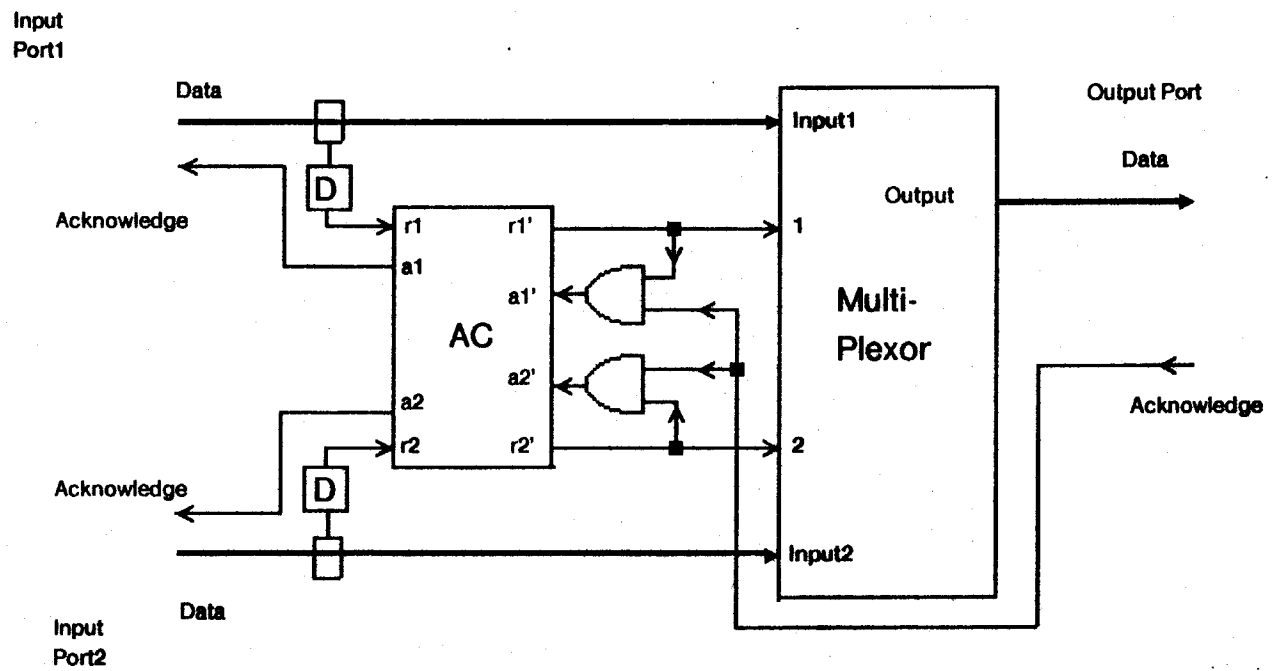 Input
Port1
Data
Output Port
Input1
Data
D
Output
Acknowledge
r1
r1'
1
a1
a1'
Multi-
Plexor
AC
a2'
a2
Acknowledge
r2
r2'
2
D
Acknowledge
Input2
Data
Input
Port2